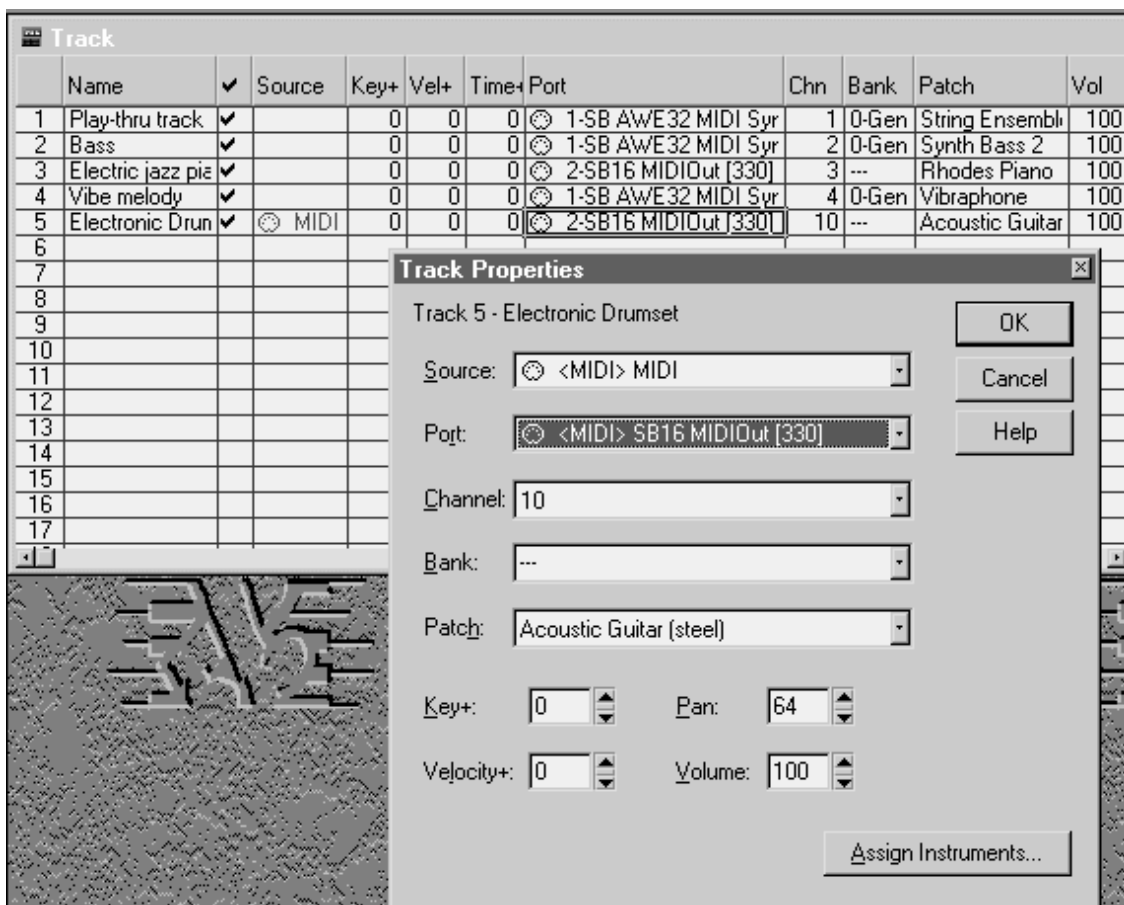 Track
Name ✔ Source Key+ Vel+ Time+ Port Chn Bank Patch Vol
1 Play-thru track ✔ 0 0 0 1-SB AWE32 MIDI Syr 1 0-Gen String Ensembl 100
2 Bass ✔ 0 0 0 1-SB AWE32 MIDI Syr 2 0-Gen Synth Bass 2 100
3 Electric jazz pia ✔ 0 0 0 2-SB16 MIDIOut [330] 3 --- Rhodes Piano 100
4 Vibe melody ✔ 0 0 0 1-SB AWE32 MIDI Syr 4 0-Gen Vibraphone 100
5 Electronic Drun ✔ MIDI 0 0 0 2-SB16 MIDIOut [330] 10 --- Acoustic Guitar 100
6
7
8
9
10
11
12
13
14
15
16
17
Track Properties
Track 5 - Electronic Drumset
OK
Source: <MIDI> MIDI
Cancel
Port: <MIDI> SB16 MIDIOut [330]
Help
Channel: 10
Bank: ---
Patch: Acoustic Guitar (steel)
Key+: 0 Pan: 64
Velocity+: 0 Volume: 100
Assign Instruments...